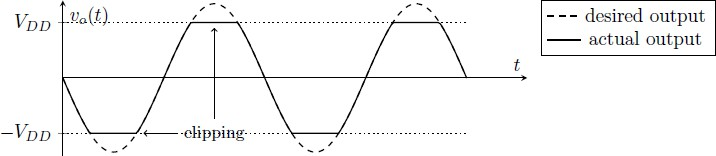 V_DD
v_o(t)
desired output
actual output
t
−V_DD
clipping